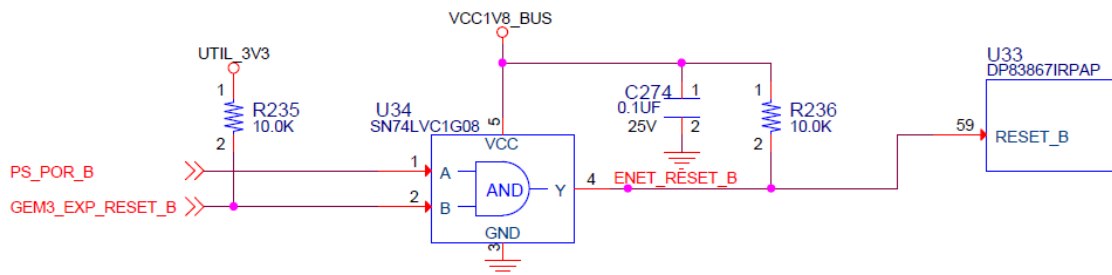 VCC1V8_BUS
UTIL_3V3
U33
DP83867IRPAP
1
R235
10.0K
2
U34
SN74LVC1G08
5
VCC
C274
0.1UF
25V
1
2
1
R236
10.0K
2
59
RESET_B
PS_POR_B
1
A
AND
Y
4
ENET_RESET_B
GEM3_EXP_RESET_B
2
B
GND
3